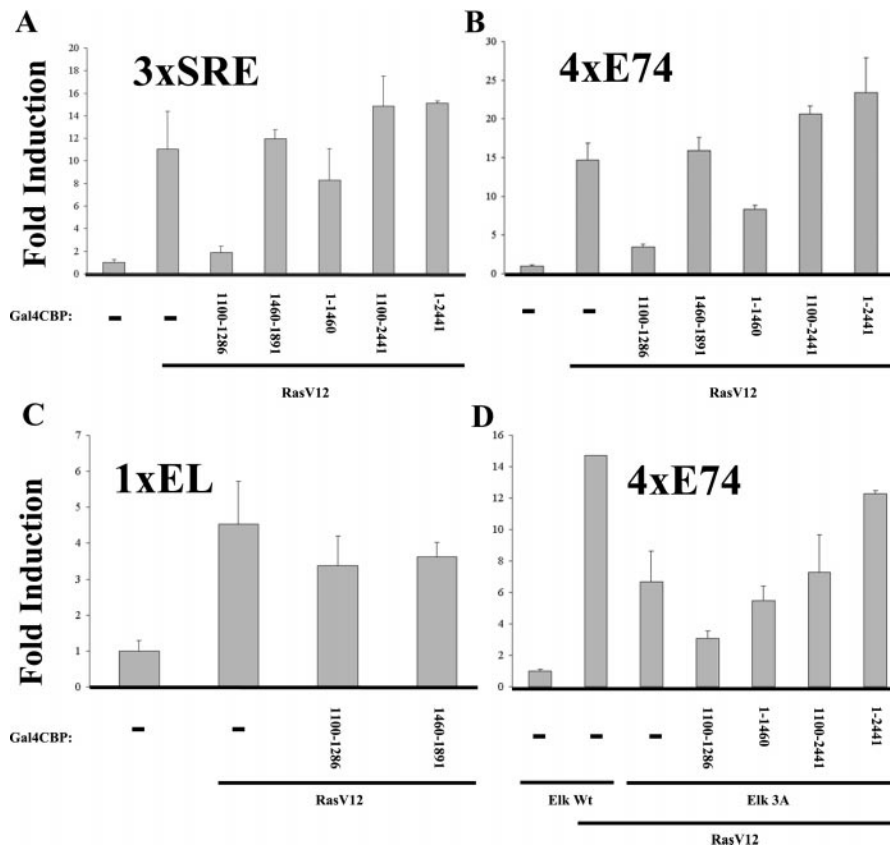 A
B
Fold Induction
3xSRE
20
18
16
14
12
10
8
6
4
2
0
4xE74
30
25
20
15
10
5
0
Gal4CBP: - - 1100-1286 1460-1891 1-1460 1100-2441 1-2441
- - 1100-1286 1460-1891 1-1460 1100-2441 1-2441
RasV12
RasV12
C
D
Fold Induction
1xEL
7
6
5
4
3
2
1
0
4xE74
16
14
12
10
8
6
4
2
0
Gal4CBP: - - 1100-1286 1460-1891
- - - 1100-1286 1-1460 1100-2441 1-2441
RasV12
Elk Wt
Elk 3A
RasV12